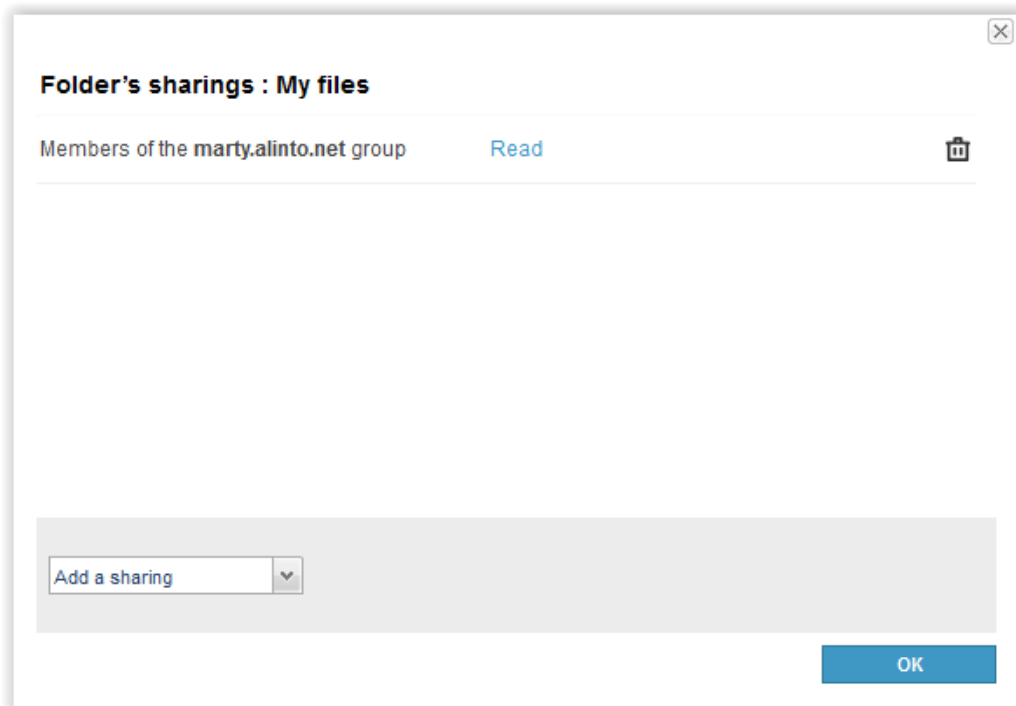 Folder’s sharings : My files
Members of the marty.alinto.net group Read
Add a sharing
OK